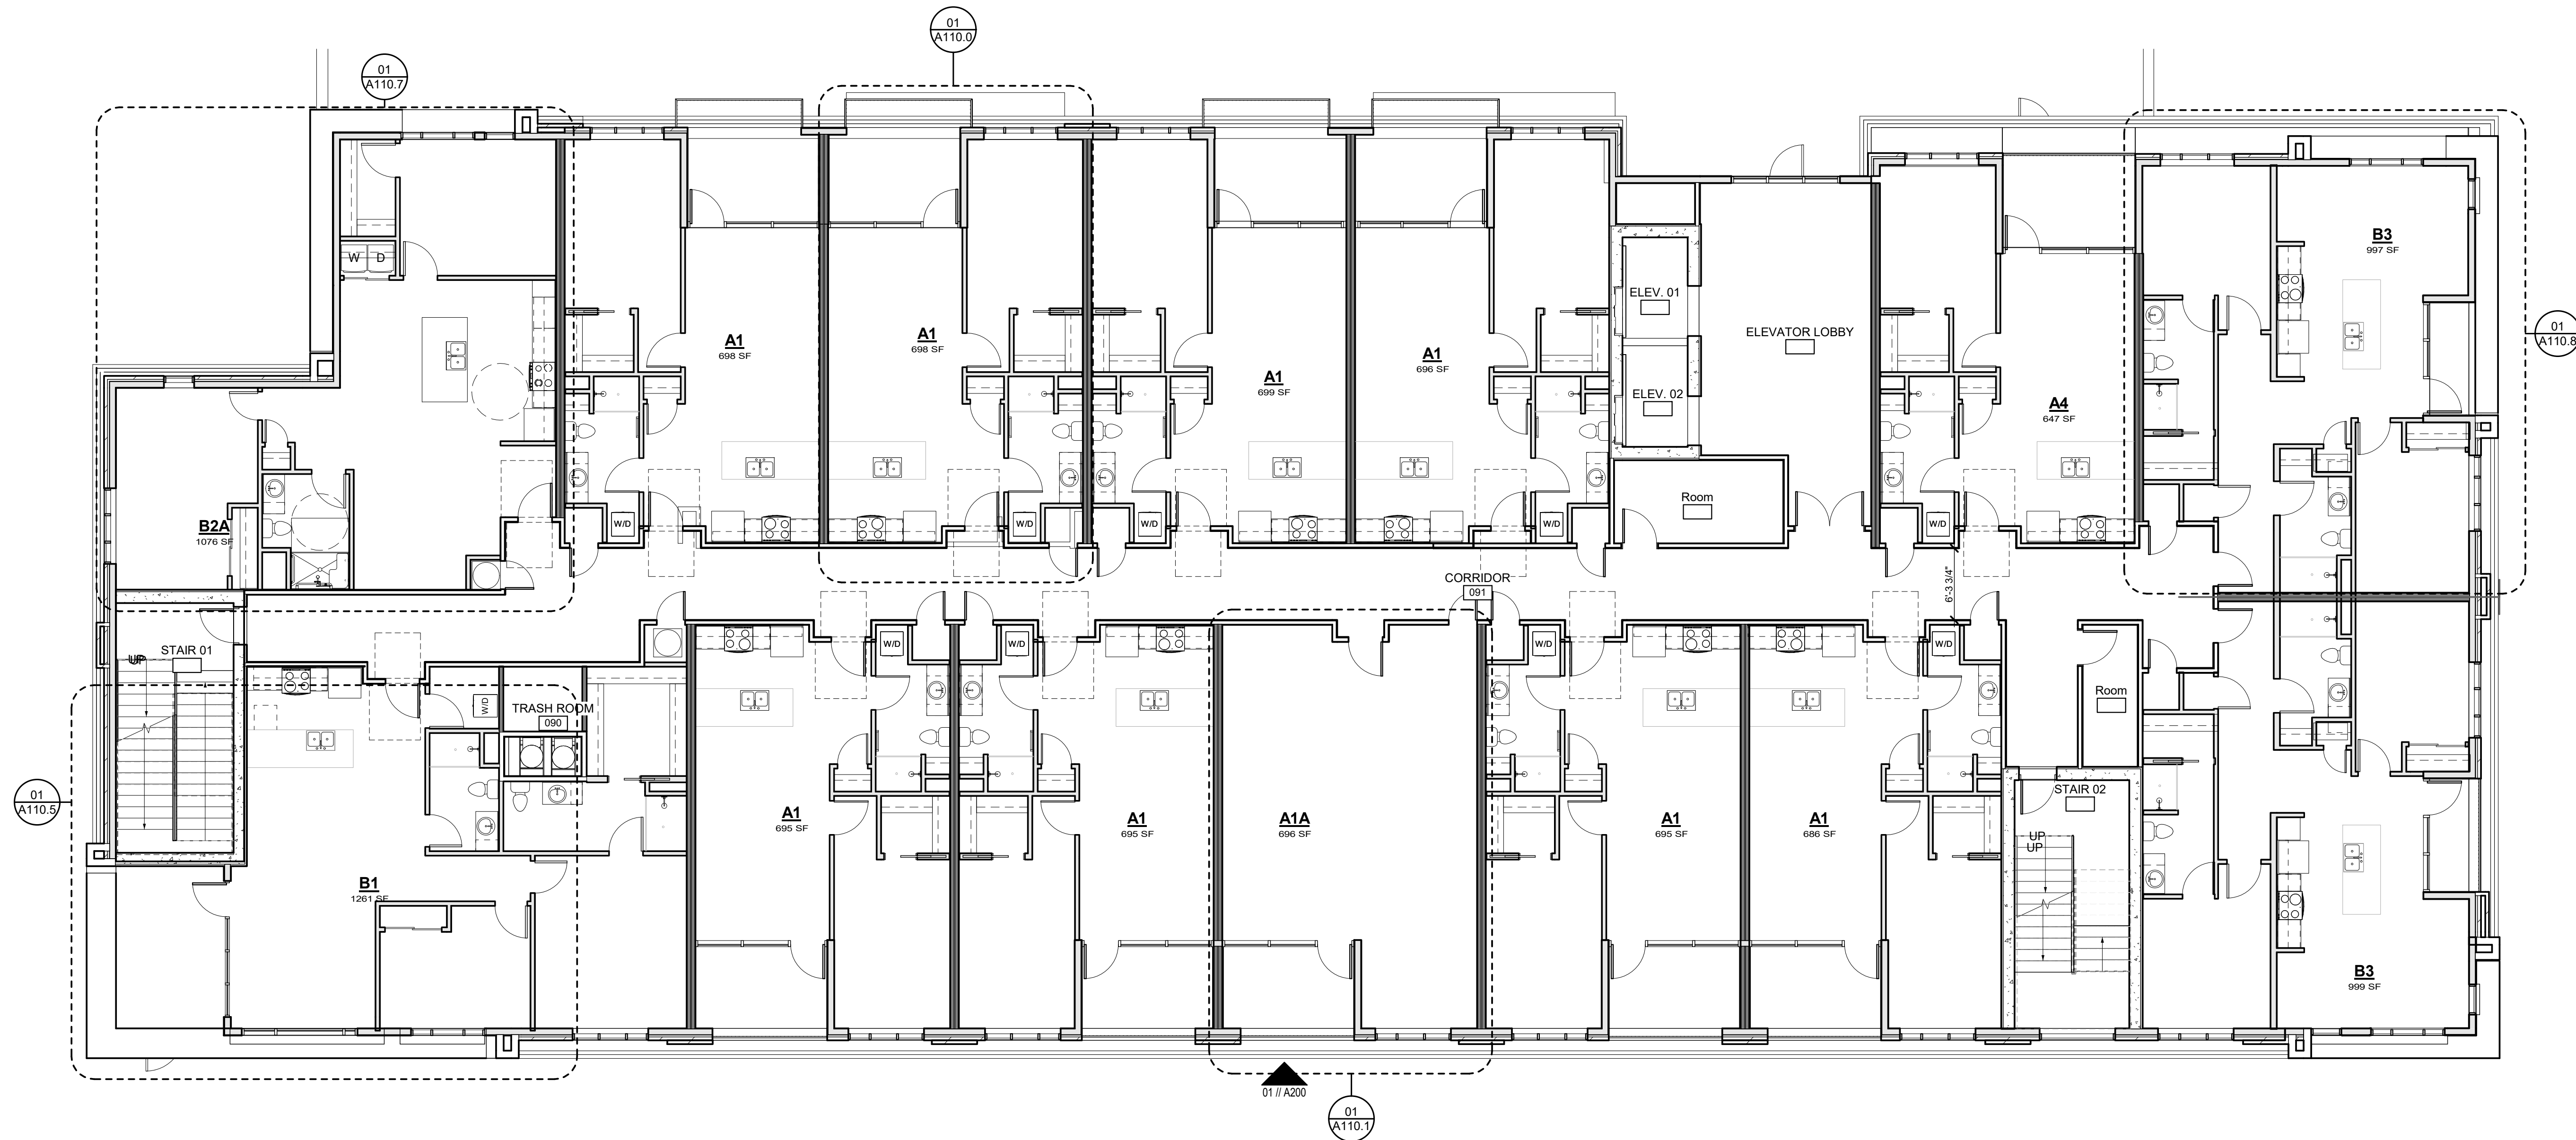 01
A110.0
01
A110.7
W D
B3
997 SF
ELEV. 01
ELEVATOR LOBBY
01
A110.8
A1
698 SF
A1
698 SF
A1
699 SF
A1
696 SF
ELEV. 02
A4
647 SF
B2A
1076 SF
W/D
W/D
W/D
W/D
Room
W/D
CORRIDOR
091
6'-3 3/4"
STAIR 01
UP
UP
W/D
W/D
W/D
W/D
W/D
TRASH ROOM
090
Room
01
A110.5
STAIR 02
A1
695 SF
A1
695 SF
A1A
696 SF
A1
695 SF
A1
686 SF
UP
UP
B1
1261 SF
B3
999 SF
01 // A200
01
A110.1